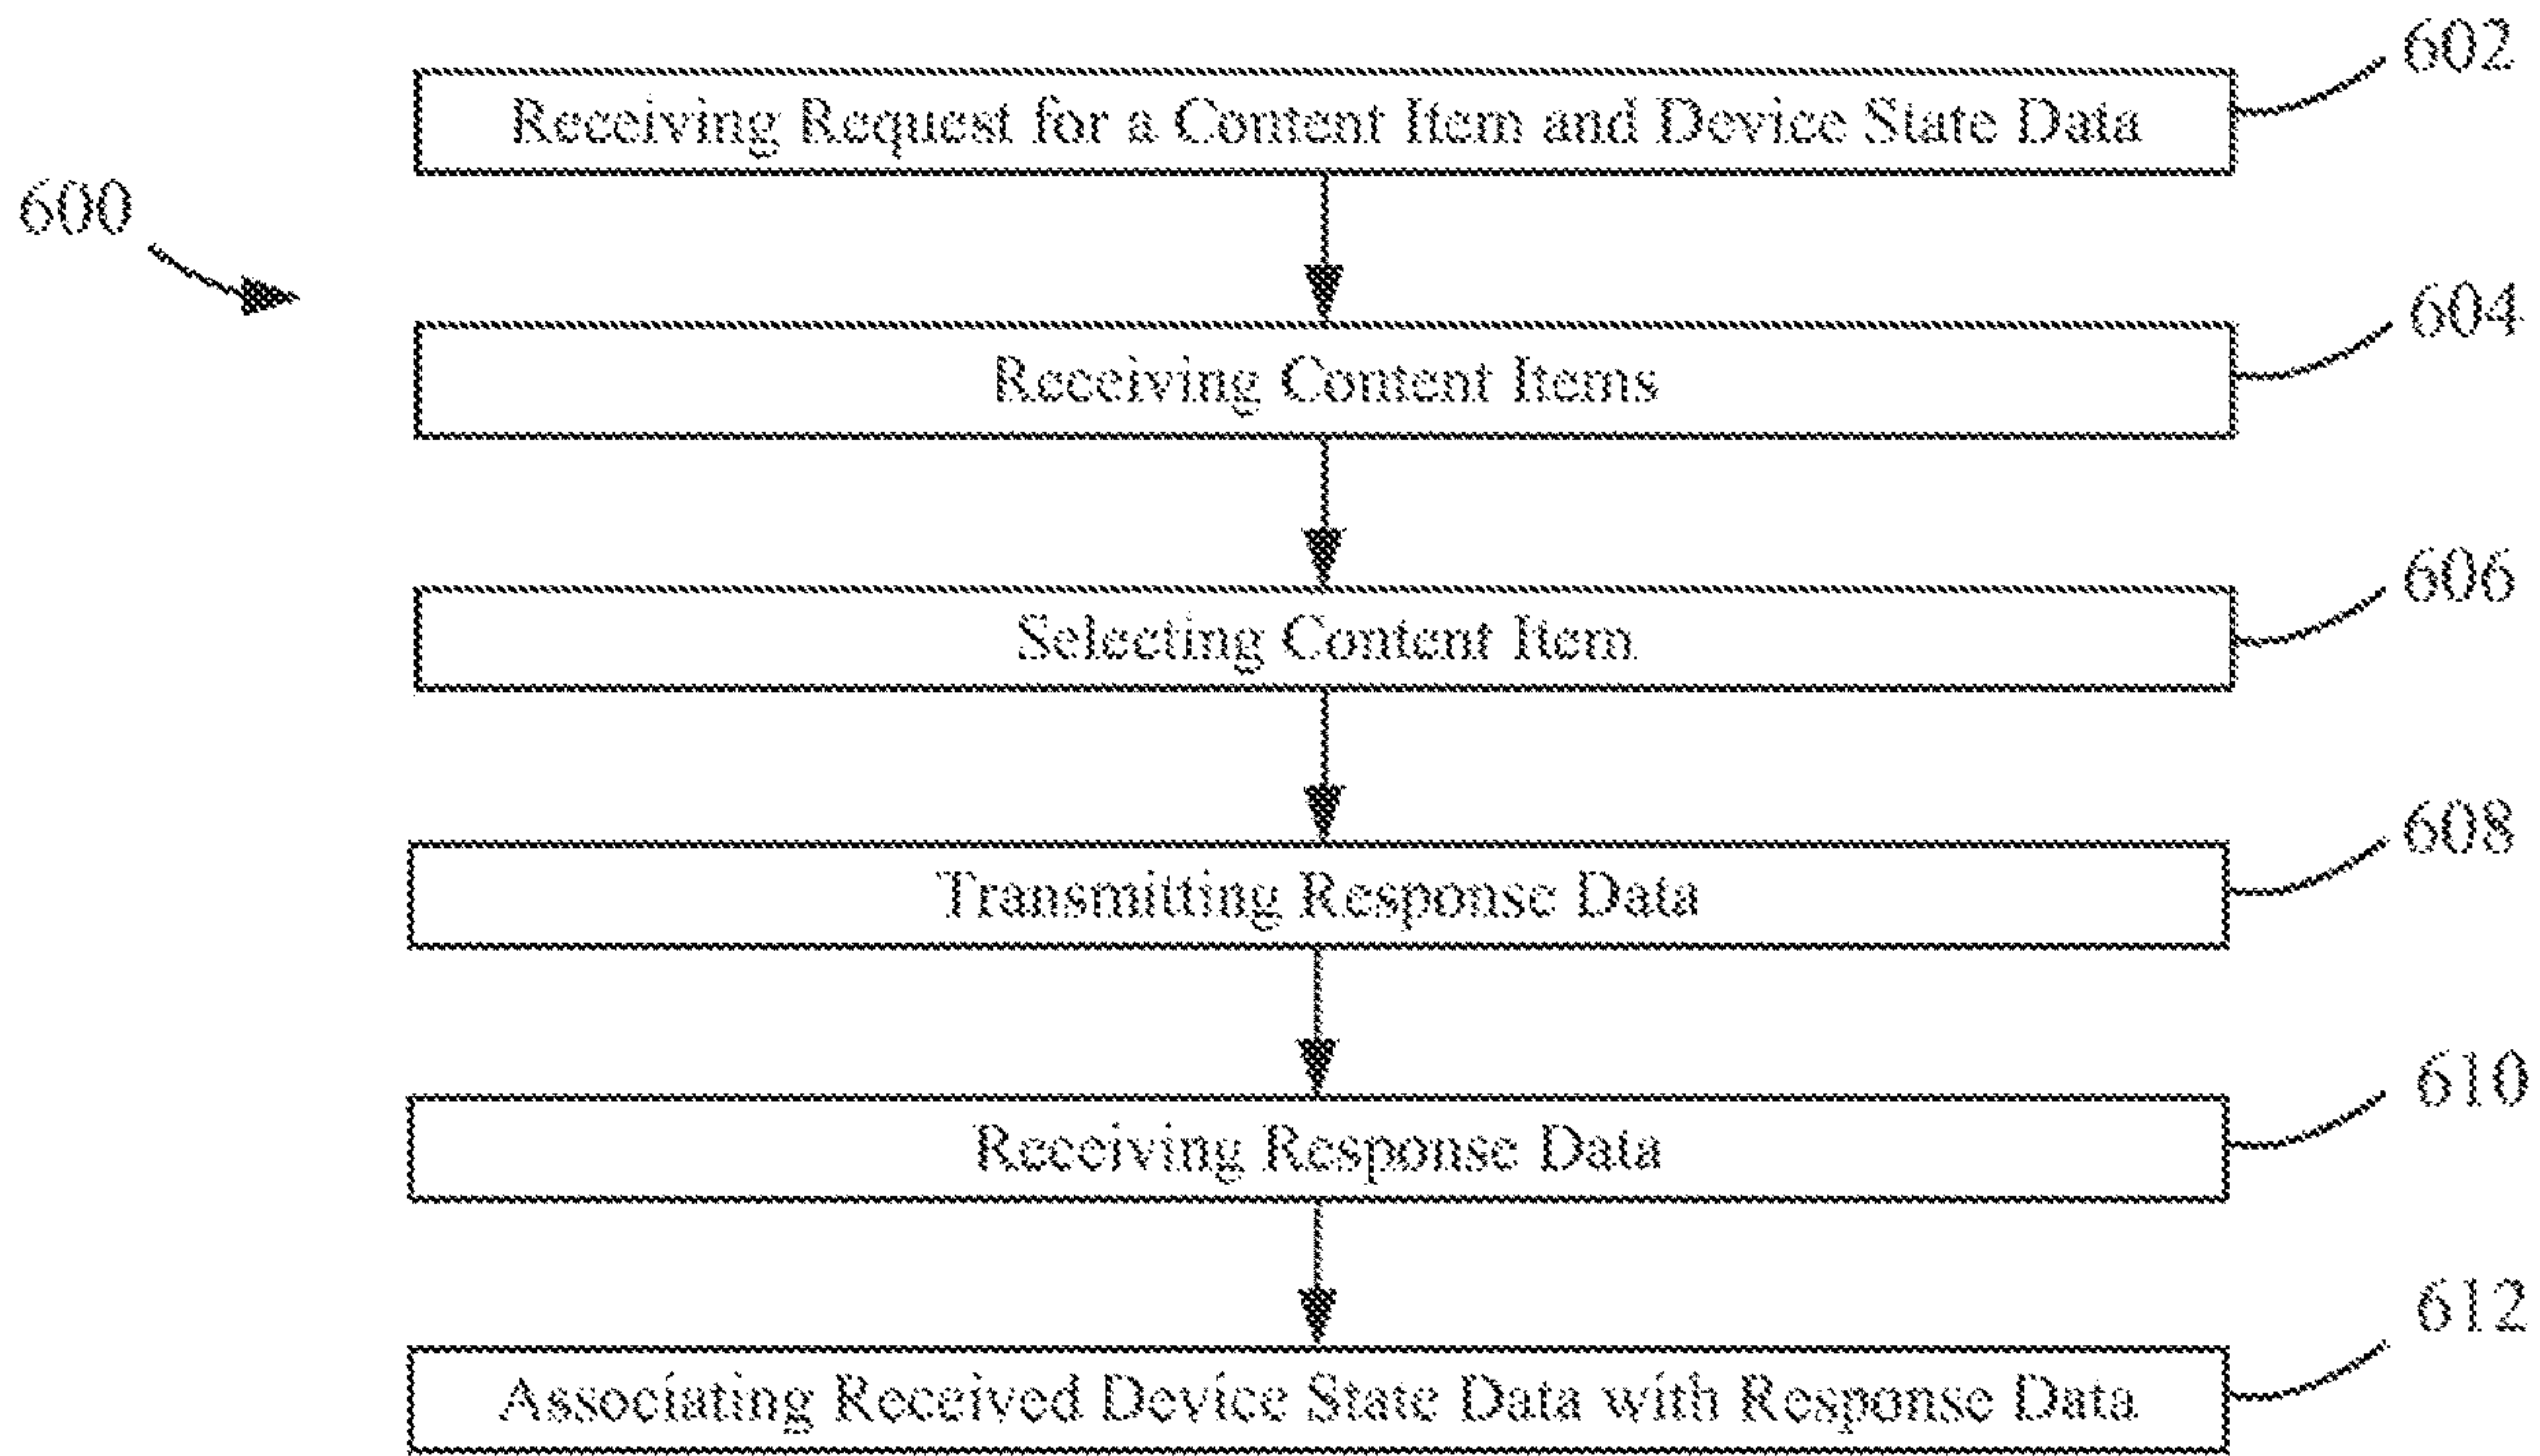 602
Receiving Request for a Content Item and Device State Data
600
604
Receiving Content Items
606
Selecting Content Item
608
Transmitting Response Data
610
Receiving Response Data
612
Associating Received Device State Data with Response Data